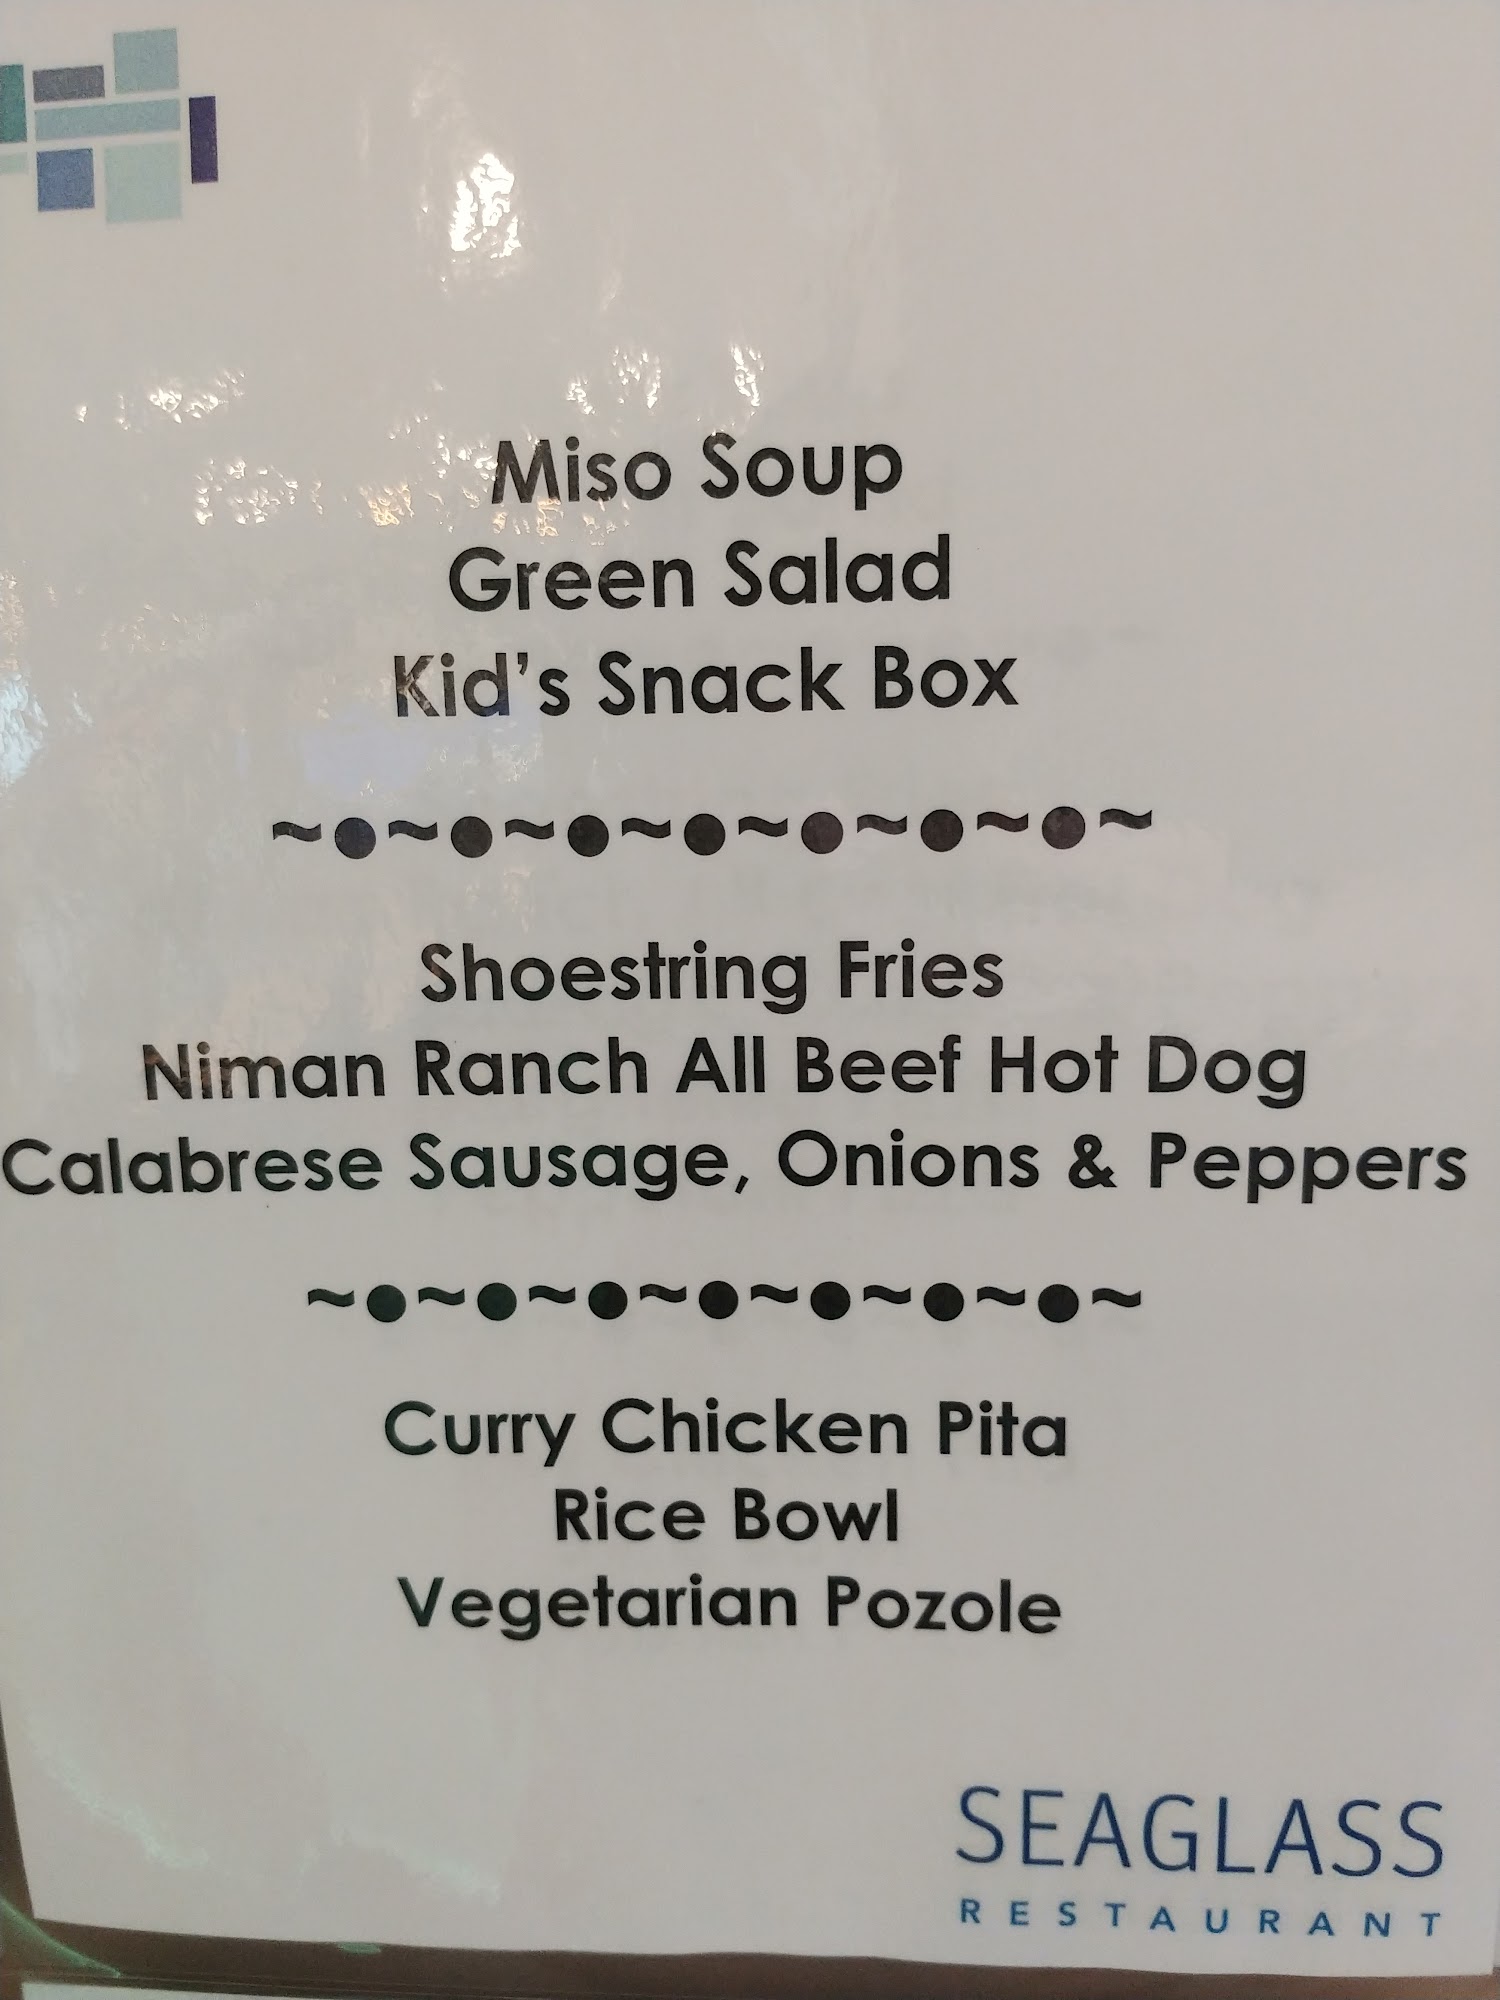 Miso Soup
Green Salad
Kid's Snack Box
~●~●~●~●~●~●~●~
Shoestring Fries
Niman Ranch All Beef Hot Dog
Calabrese Sausage, Onions & Peppers
~●~●~●~●~●~●~●~
Curry Chicken Pita
Rice Bowl
Vegetarian Pozole
SEAGLASS
RESTAURANT